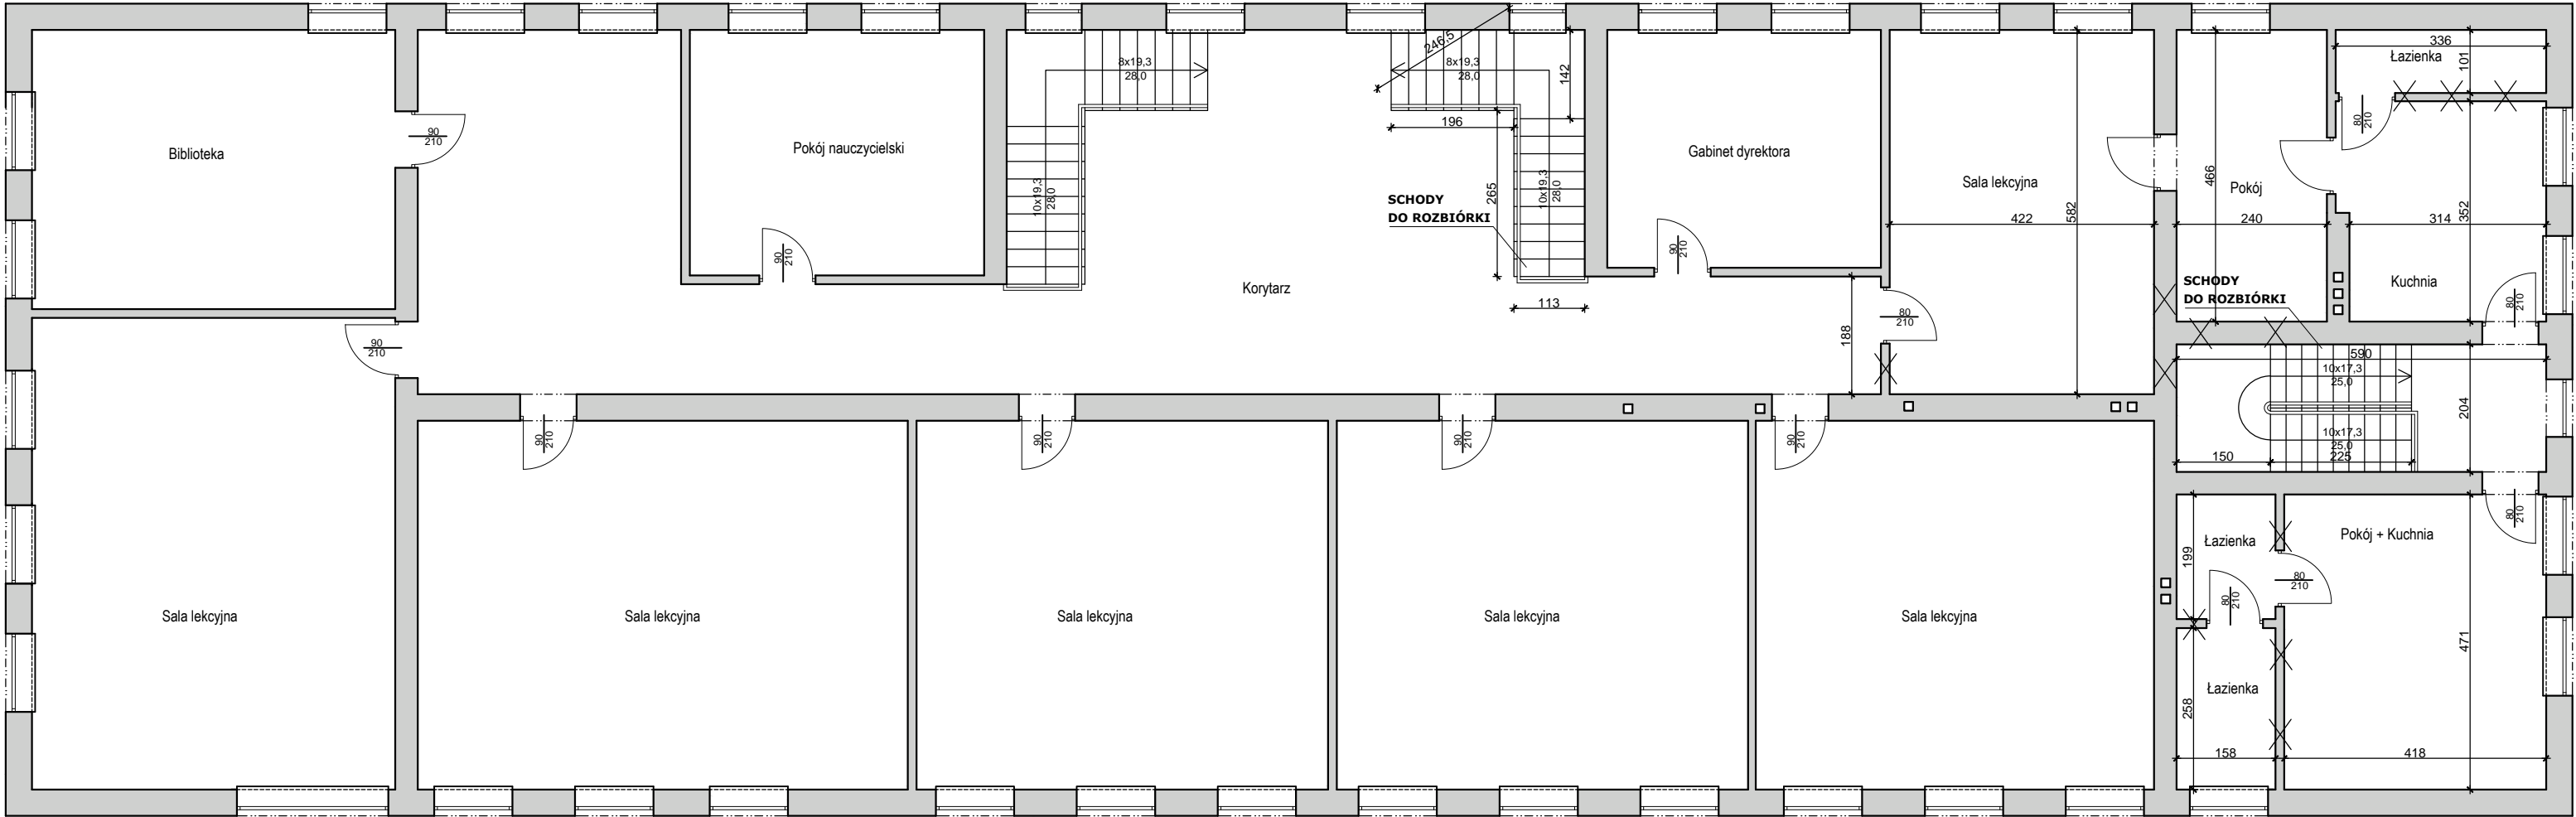 336
Łazienka
101
246,5
8x19,3
28,0
8x19,3
28,0
142
196
90
210
80
210
Biblioteka
Pokój nauczycielski
Gabinet dyrektora
Sala lekcyjna
466
Pokój
10x19,3
28,0
265
10x19,3
28,0
SCHODY
DO ROZBIÓRKI
422
582
240
314
352
90
210
90
210
Korytarz
Kuchnia
SCHODY
DO ROZBIÓRKI
80
210
113
188
80
210
90
210
590
10x17,3
25,0
204
10x17,3
25,0
150
225
90
210
90
210
90
210
90
210
80
210
Łazienka
Pokój + Kuchnia
199
80
210
80
210
Sala lekcyjna
Sala lekcyjna
Sala lekcyjna
Sala lekcyjna
Sala lekcyjna
471
Łazienka
258
158
418